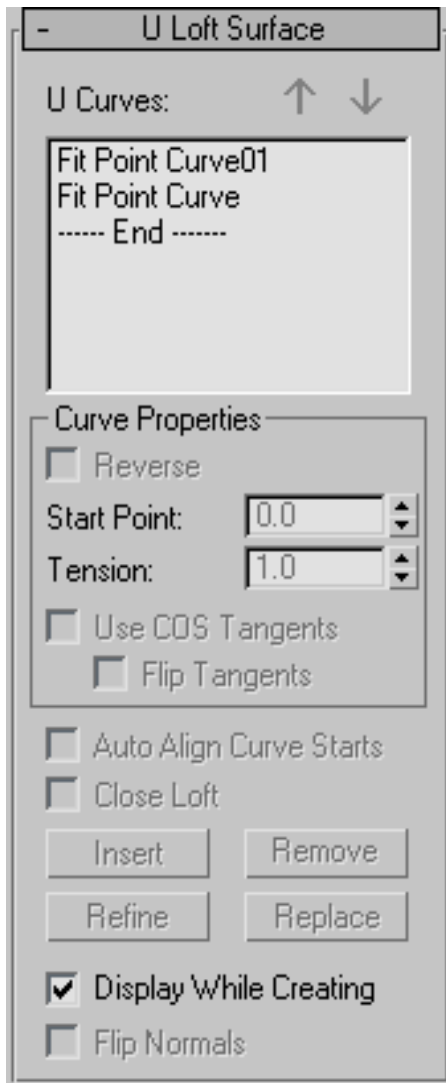 - U Loft Surface
U Curves:
Fit Point Curve01
Fit Point Curve
------ End -------
Curve Properties
Reverse
Start Point: 0.0
Tension: 1.0
Use COS Tangents
Flip Tangents
Auto Align Curve Starts
Close Loft
Insert Remove
Refine Replace
Display While Creating
Flip Normals